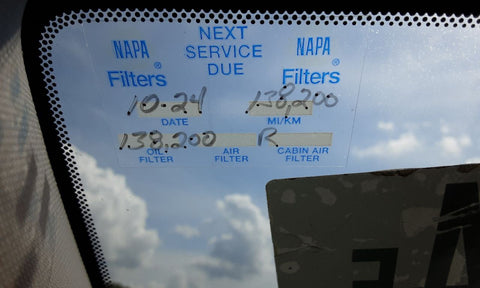 NEXT
NAPA SERVICE NAPA
Filters® DUE Filters®
10-24 138,200
DATE MI/KM
138,200 R
OIL FILTER AIR FILTER CABIN AIR FILTER